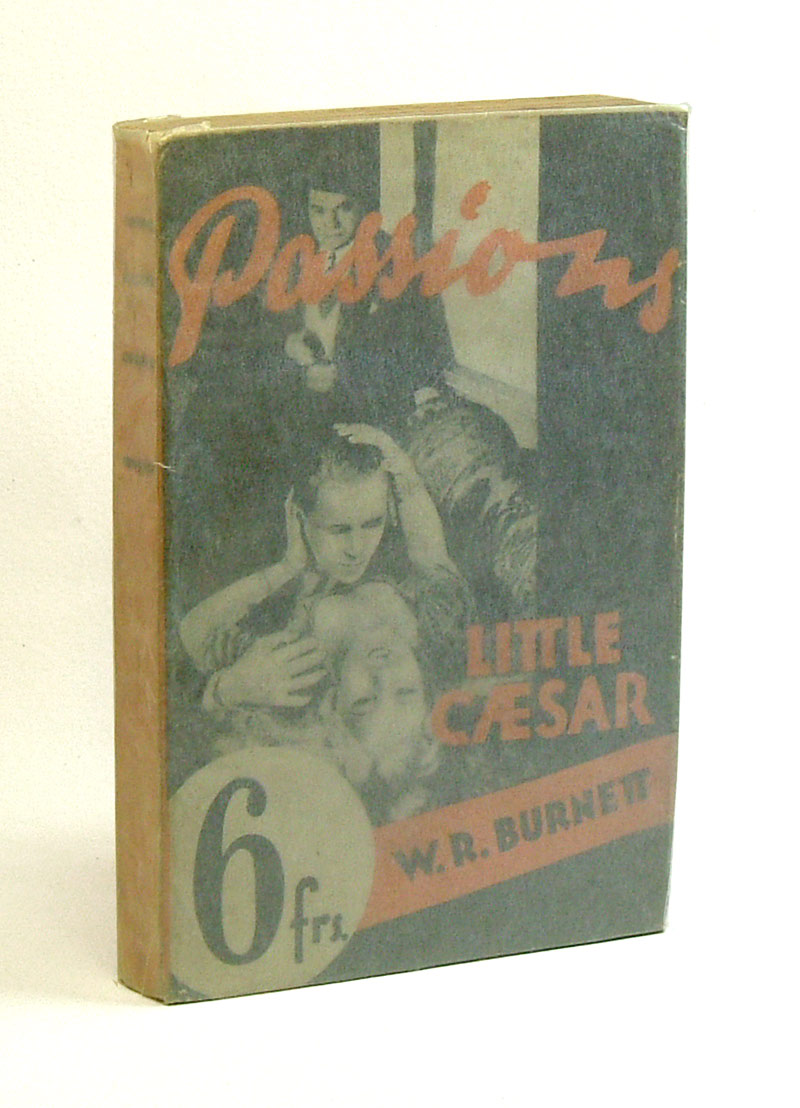 Passions
LITTLE
CÆSAR
W. R. BURNETT
6 frs.